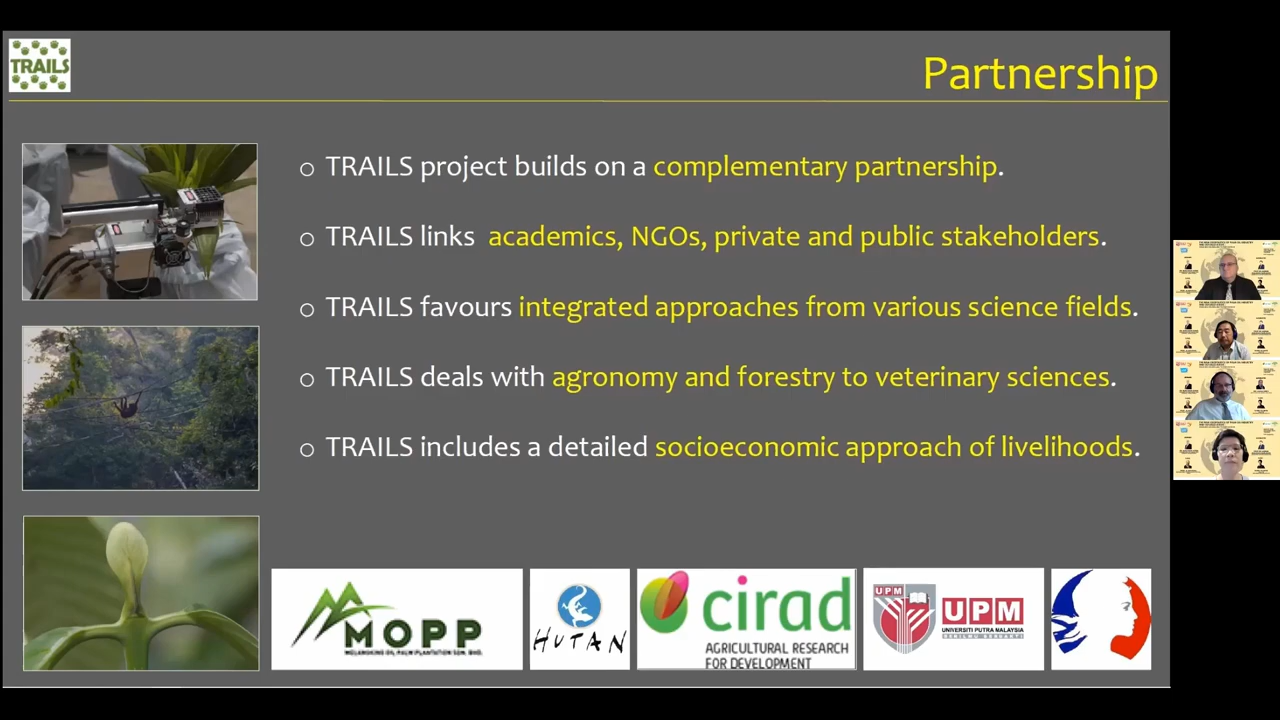 TRAILS
Partnership
TRAILS project builds on a complementary partnership.
TRAILS links academics, NGOs, private and public stakeholders.
TRAILS favours integrated approaches from various science fields.
TRAILS deals with agronomy and forestry to veterinary sciences.
TRAILS includes a detailed socioeconomic approach of livelihoods.
MOPP
MELANGKING OIL PALM PLANTATION SDN. BHD.
HUTAN
cirad
AGRICULTURAL RESEARCH
FOR DEVELOPMENT
UPM
UPM
UNIVERSITI PUTRA MALAYSIA
BERILMU BERBAKTI